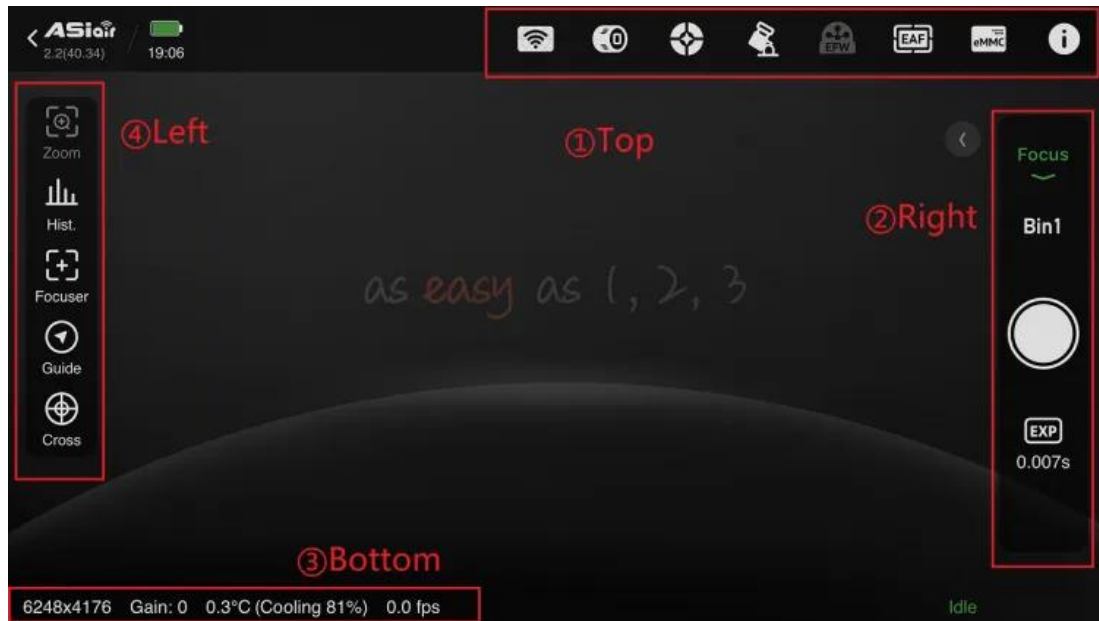 ASIair
2.2(40.34)
19:06
EFW
EAF
eMMC
①Top
④Left
Zoom
Hist.
Focuser
Guide
Cross
②Right
Focus
Bin1
EXP
0.007s
as easy as 1, 2, 3
③Bottom
6248x4176 Gain: 0 0.3°C (Cooling 81%) 0.0 fps
Idle